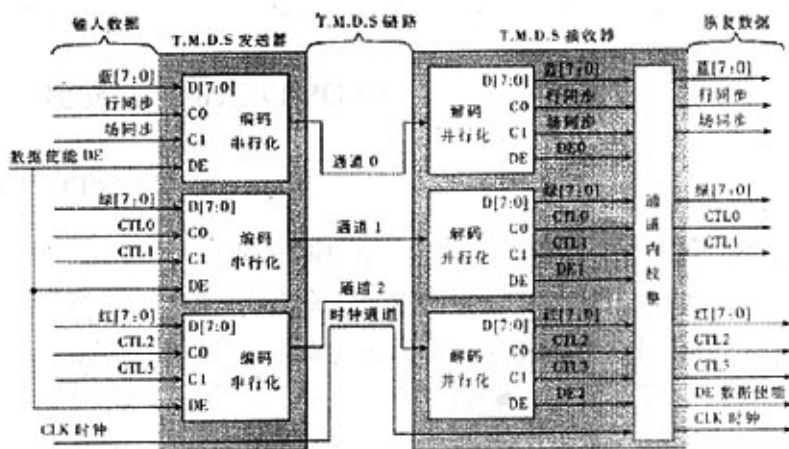 输入数据
T.M.D.S 发送器
T.M.D.S 链路
T.M.D.S 接收器
恢复数据
蓝[7:0]
行同步
场同步
数据使能 DE
D[7:0]
C0
C1
DE
编码
串行化
通道 0
解码
并行化
D[7:0]
C0
C1
DE
蓝[7:0]
行同步
场同步
DE0
蓝[7:0]
行同步
场同步
绿[7:0]
CTL0
CTL1
D[7:0]
C0
C1
DE
编码
串行化
通道 1
解码
并行化
D[7:0]
C0
C1
DE
绿[7:0]
CTL0
CTL1
DE1
通道内校整
绿[7:0]
CTL0
CTL1
红[7:0]
CTL2
CTL3
D[7:0]
C0
C1
DE
编码
串行化
通道 2
时钟通道
解码
并行化
D[7:0]
C0
C1
DE
红[7:0]
CTL2
CTL3
DE2
红[7:0]
CTL2
CTL3
DE 数据使能
CLK 时钟
CLK 时钟